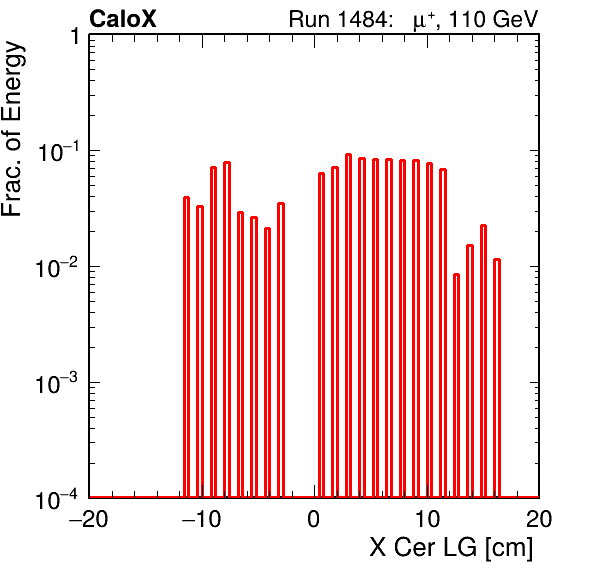 CaloX Run 1484: μ⁺, 110 GeV
Frac. of Energy
1
10⁻¹
10⁻²
10⁻³
10⁻⁴
−20 −10 0 10 20
X Cer LG [cm]